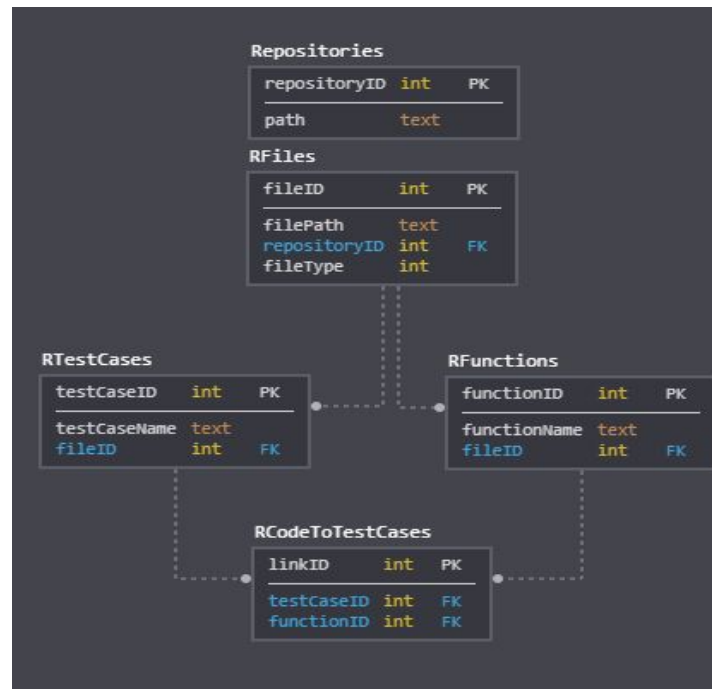 Repositories
repositoryID int PK
path text
RFiles
fileID int PK
filePath text
repositoryID int FK
fileType int
RTestCases
testCaseID int PK
testCaseName text
fileID int FK
RFunctions
functionID int PK
functionName text
fileID int FK
RCodeToTestCases
linkID int PK
testCaseID int FK
functionID int FK